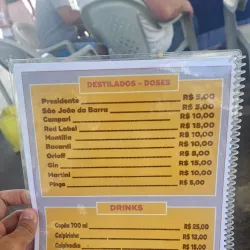 DESTILADOS - DOSES
Presidente R$ 5,00
São João da Barra R$ 5,00
Campari R$ 10,00
Red Label R$ 15,00
Montilla R$ 10,00
Bacardi R$ 10,00
Orloff R$ 8,00
Gin R$ 15,00
Martini R$ 10,00
Pinga R$ 5,00
DRINKS
Copão 700 ml R$ 25,00
Caipirinha R$ 12,00
Caipivodka R$ 15,00